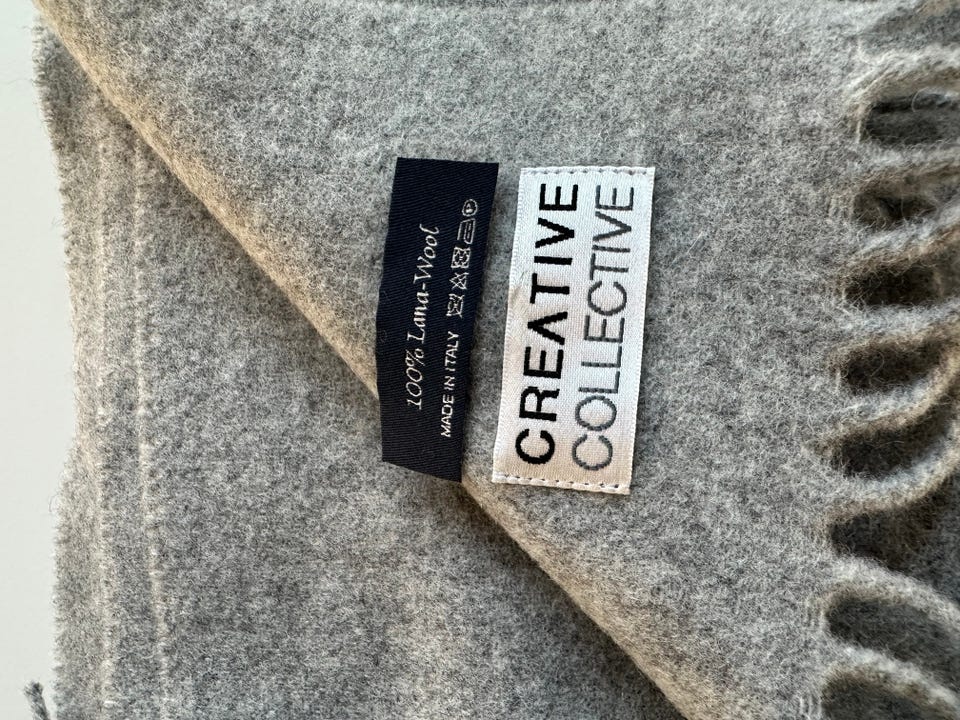 100% Lana-Wool
MADE IN ITALY
CREATIVE
COLLECTIVE